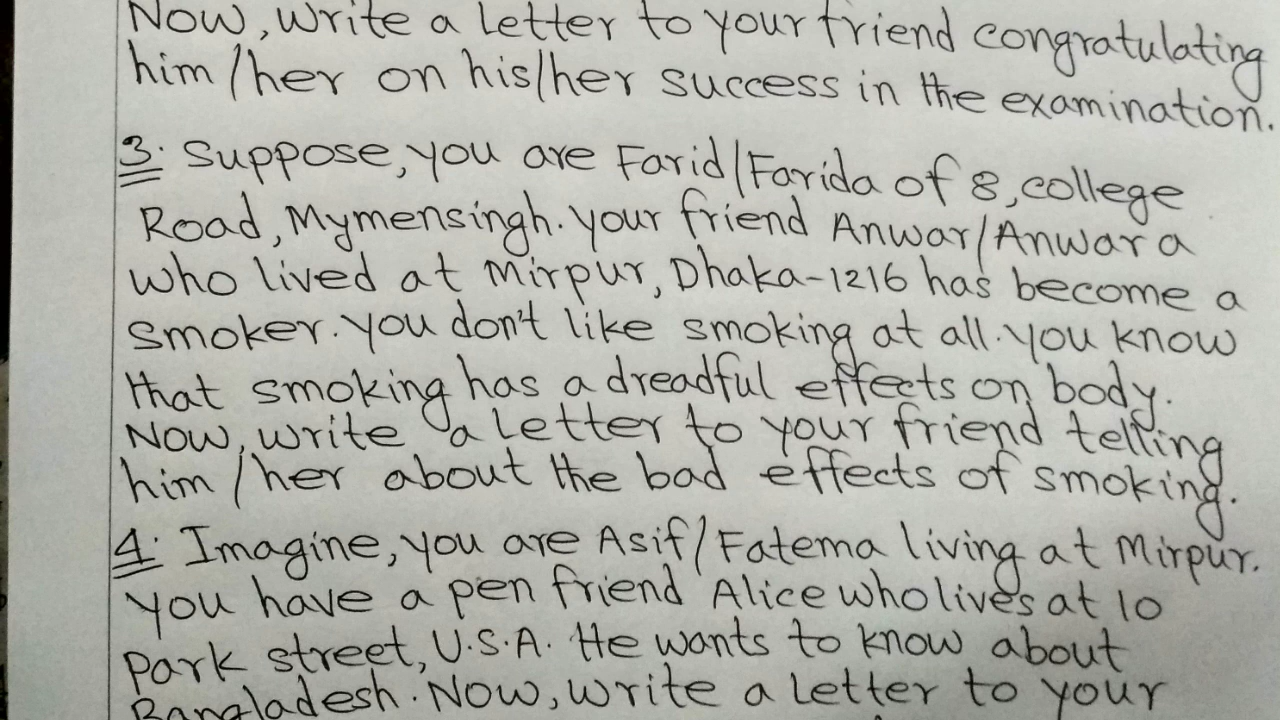 Now, write a letter to your friend congratulating
him/her on his/her success in the examination.
3. Suppose, you are Farid/Farida of 8, college
Road, Mymensingh. your friend Anwar/Anwara
who lived at Mirpur, Dhaka-1216 has become a
smoker. you don't like smoking at all. you know
that smoking has a dreadful effects on body.
Now, write a letter to your friend telling
him/her about the bad effects of smoking.
4. Imagine, you are Asif/Fatema living at Mirpur.
you have a pen friend Alice who lives at 10
park street, U.S.A. He wants to know about
Bangladesh. Now, write a letter to your